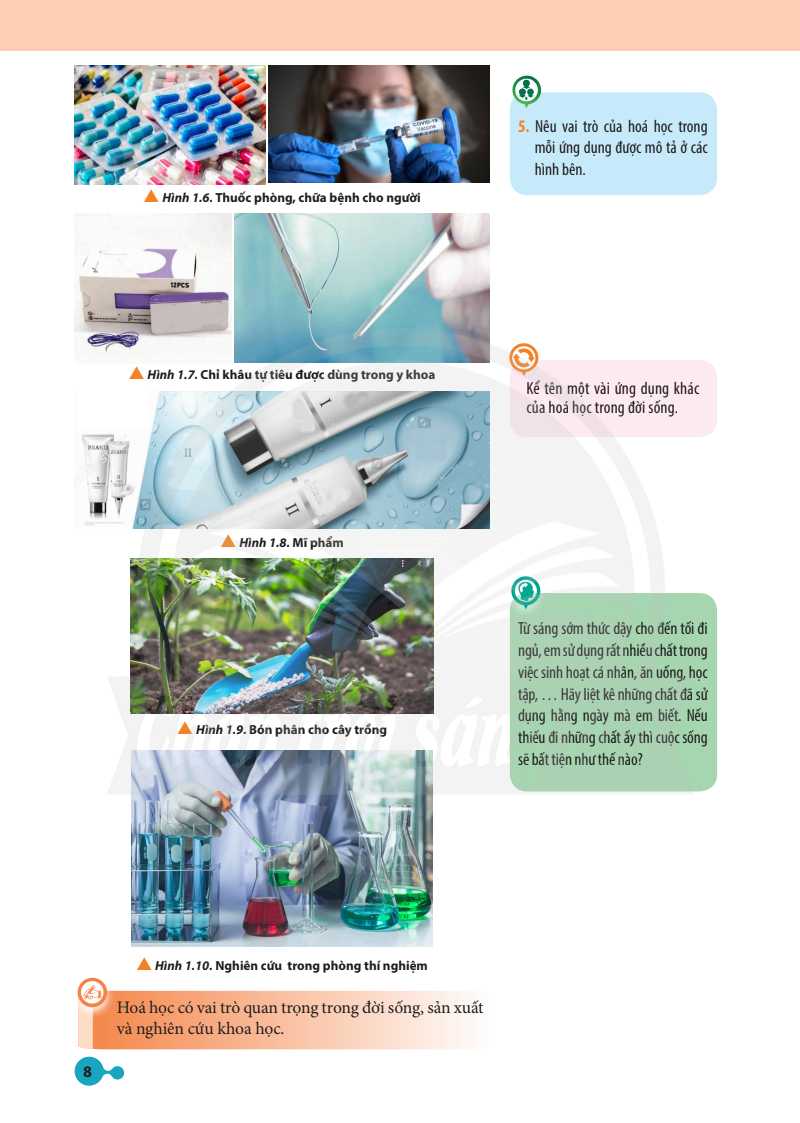 COVID-19
Vaccine
Hình 1.6. Thuốc phòng, chữa bệnh cho người
5. Nêu vai trò của hoá học trong
mỗi ứng dụng được mô tả ở các
hình bên.
12PCS
Hình 1.7. Chỉ khâu tự tiêu được dùng trong y khoa
Kể tên một vài ứng dụng khác
của hoá học trong đời sống.
I
II
I
II
Hình 1.8. Mĩ phẩm
Hình 1.9. Bón phân cho cây trồng
Từ sáng sớm thức dậy cho đến tối đi
ngủ, em sử dụng rất nhiều chất trong
việc sinh hoạt cá nhân, ăn uống, học
tập, … Hãy liệt kê những chất đã sử
dụng hằng ngày mà em biết. Nếu
thiếu đi những chất ấy thì cuộc sống
sẽ bất tiện như thế nào?
Hình 1.10. Nghiên cứu trong phòng thí nghiệm
Hoá học có vai trò quan trọng trong đời sống, sản xuất
và nghiên cứu khoa học.
8